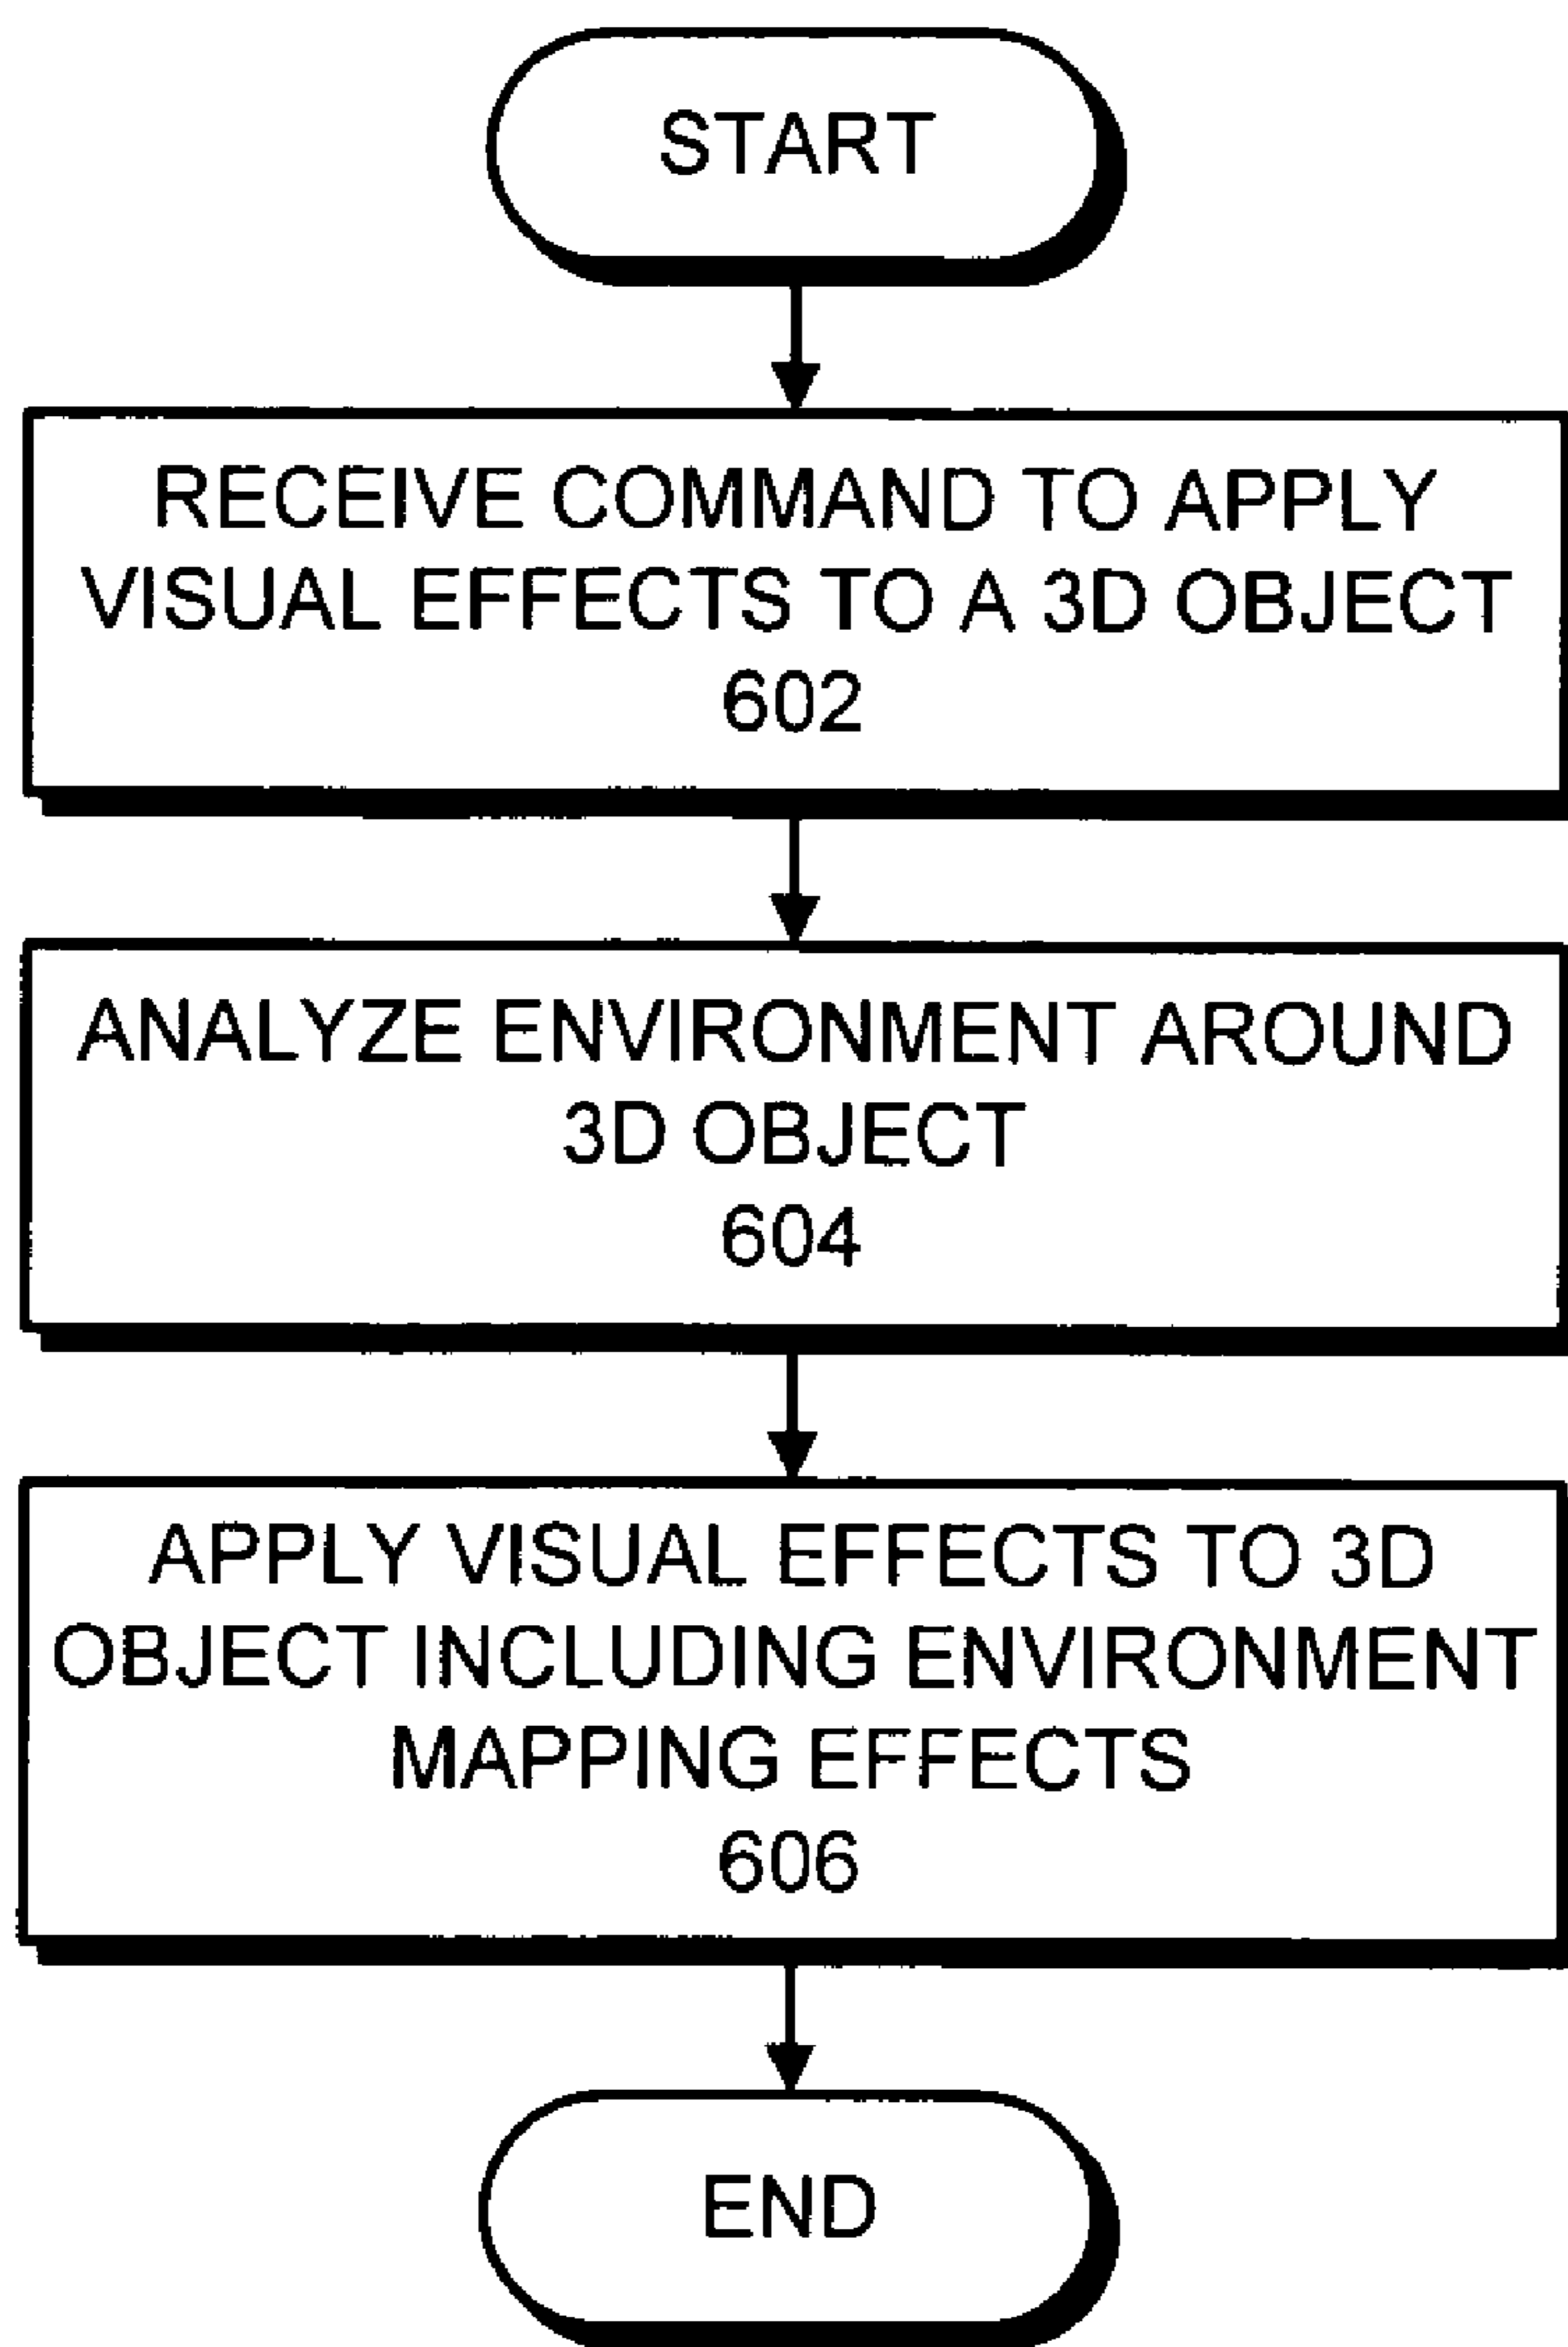 START
RECEIVE COMMAND TO APPLY
VISUAL EFFECTS TO A 3D OBJECT
602
ANALYZE ENVIRONMENT AROUND
3D OBJECT
604
APPLY VISUAL EFFECTS TO 3D
OBJECT INCLUDING ENVIRONMENT
MAPPING EFFECTS
606
END